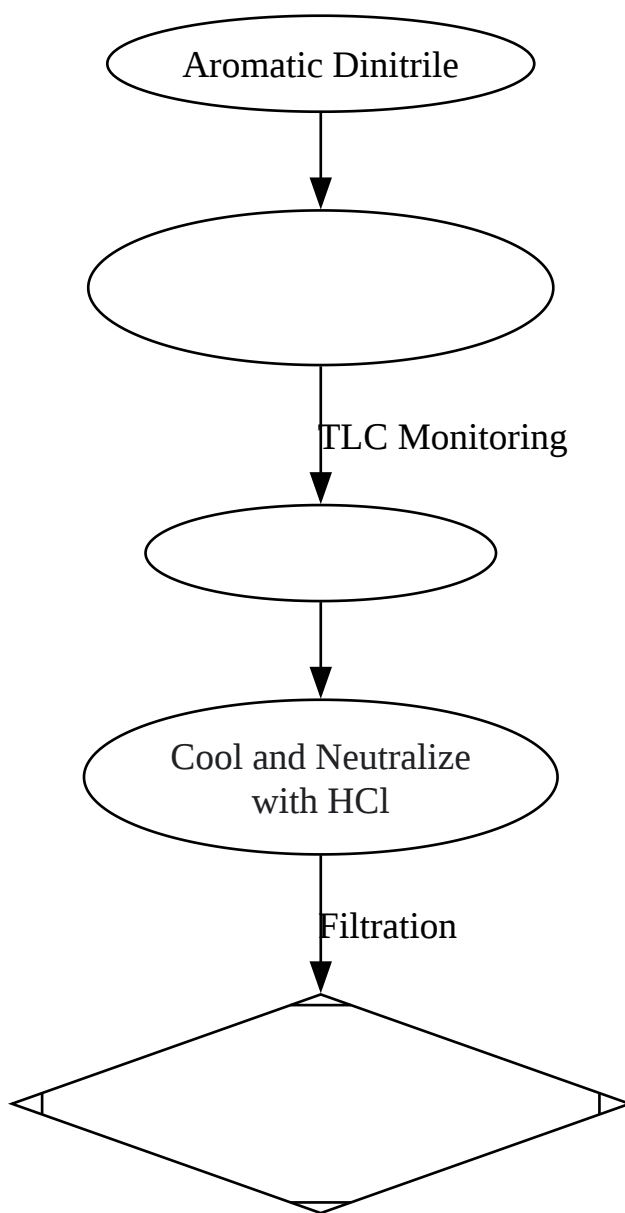 Aromatic Dinitrile
TLC Monitoring
Cool and Neutralize
with HCl
Filtration